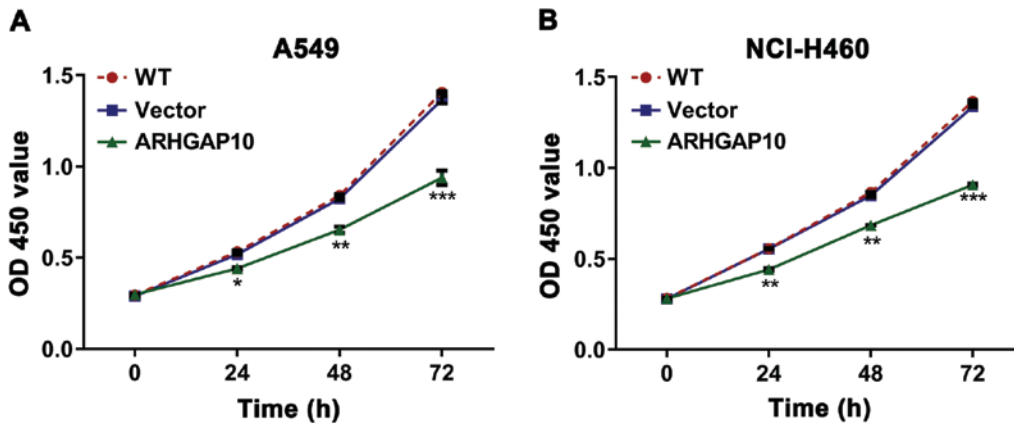 A
A549
WT
Vector
ARHGAP10
OD 450 value
1.5
1.0
0.5
0.0
*
**
***
0 24 48 72
Time (h)
B
NCI-H460
WT
Vector
ARHGAP10
OD 450 value
1.5
1.0
0.5
0.0
**
**
***
0 24 48 72
Time (h)